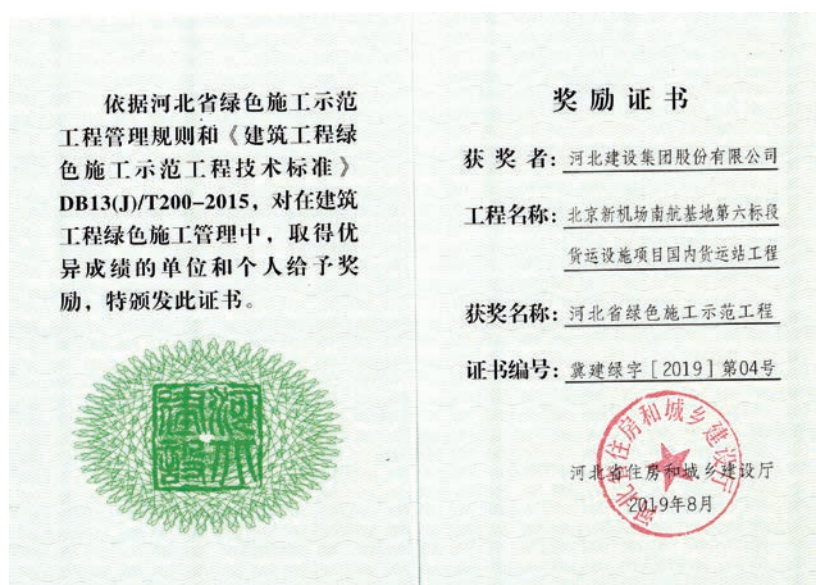 依据河北省绿色施工示范
工程管理规则和《建筑工程绿
色施工示范工程技术标准》
DB13(J)/T200-2015，对在建筑
工程绿色施工管理中，取得优
异成绩的单位和个人给予奖
励，特颁发此证书。
河北
建设
奖励证书
获奖者：河北建设集团股份有限公司
工程名称：北京新机场南航基地第六标段
货运设施项目国内货运站工程
获奖名称：河北省绿色施工示范工程
证书编号：冀建绿字［2019］第04号
河北省住房和城乡建设厅
河北省住房和城乡建设厅
2019年8月